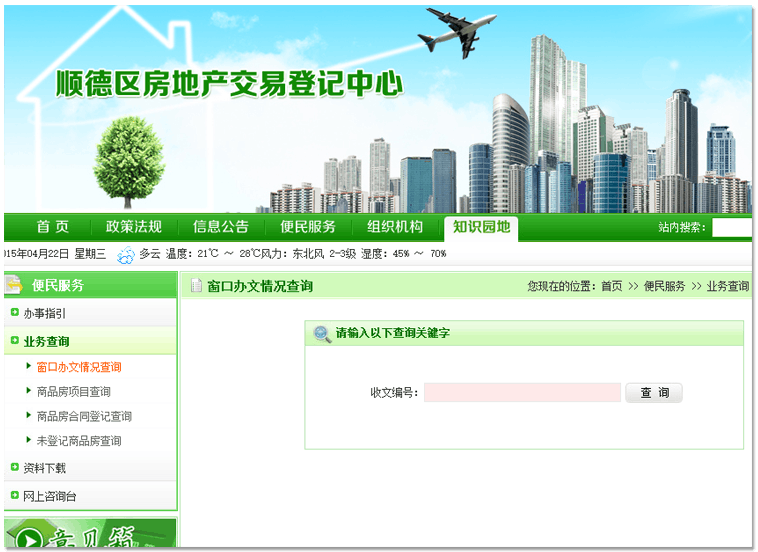 顺德区房地产交易登记中心
首 页 政策法规 信息公告 便民服务 组织机构 知识园地 站内搜索：
015年04月22日 星期三 多云 温度：21℃ ～ 28℃风力：东北风 2-3级 湿度：45% ～ 70%
便民服务
办事指引
业务查询
窗口办文情况查询
商品房项目查询
商品房合同登记查询
未登记商品房查询
资料下载
网上咨询台
意见箱
窗口办文情况查询 您现在的位置：首页 >> 便民服务 >> 业务查询
请输入以下查询关键字
收文编号： 查 询